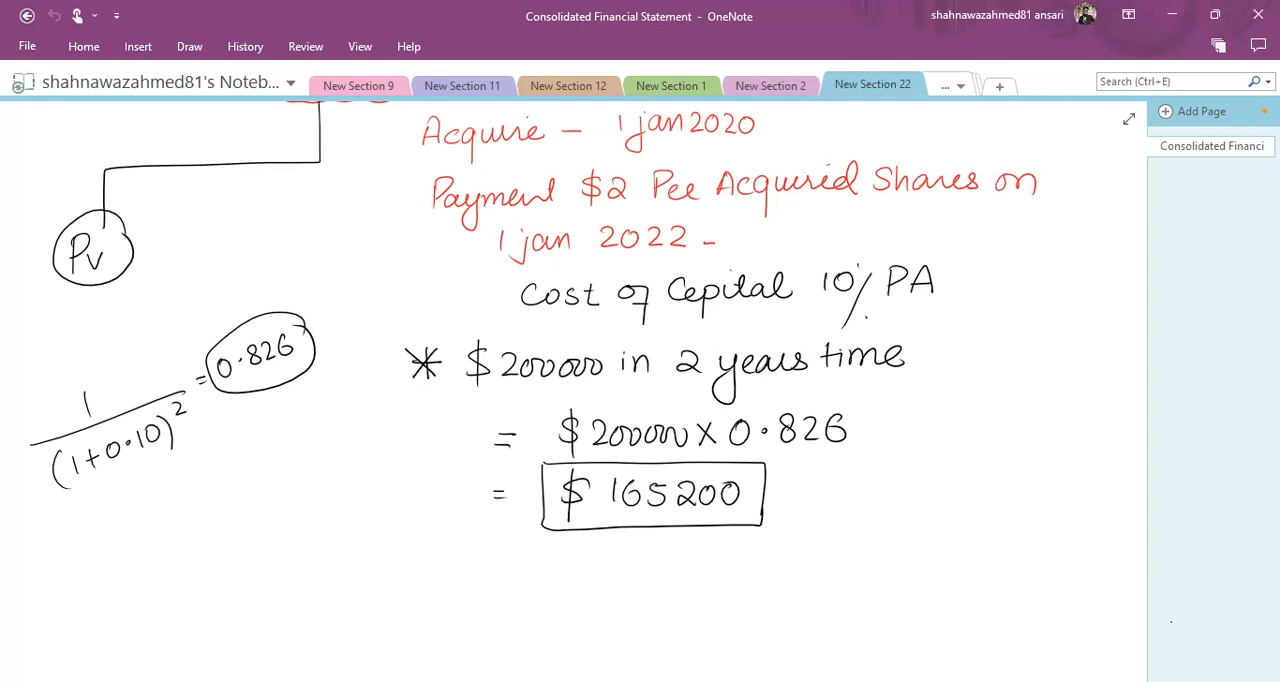 Consolidated Financial Statement - OneNote
shahnawazahmed81 ansari
File Home Insert Draw History Review View Help
shahnawazahmed81's Noteb... New Section 9 New Section 11 New Section 12 New Section 1 New Section 2 New Section 22 ... + Search (Ctrl+E)
Add Page
Consolidated Financi
Acquire - 1 jan 2020
Payment $2 Per Acquired Shares on
1 jan 2022 -
Pv
Cost of Capital 10% PA
* $200000 in 2 years time
1/(1+0.10)^2 = 0.826
= $200000 X 0.826
= $ 165200